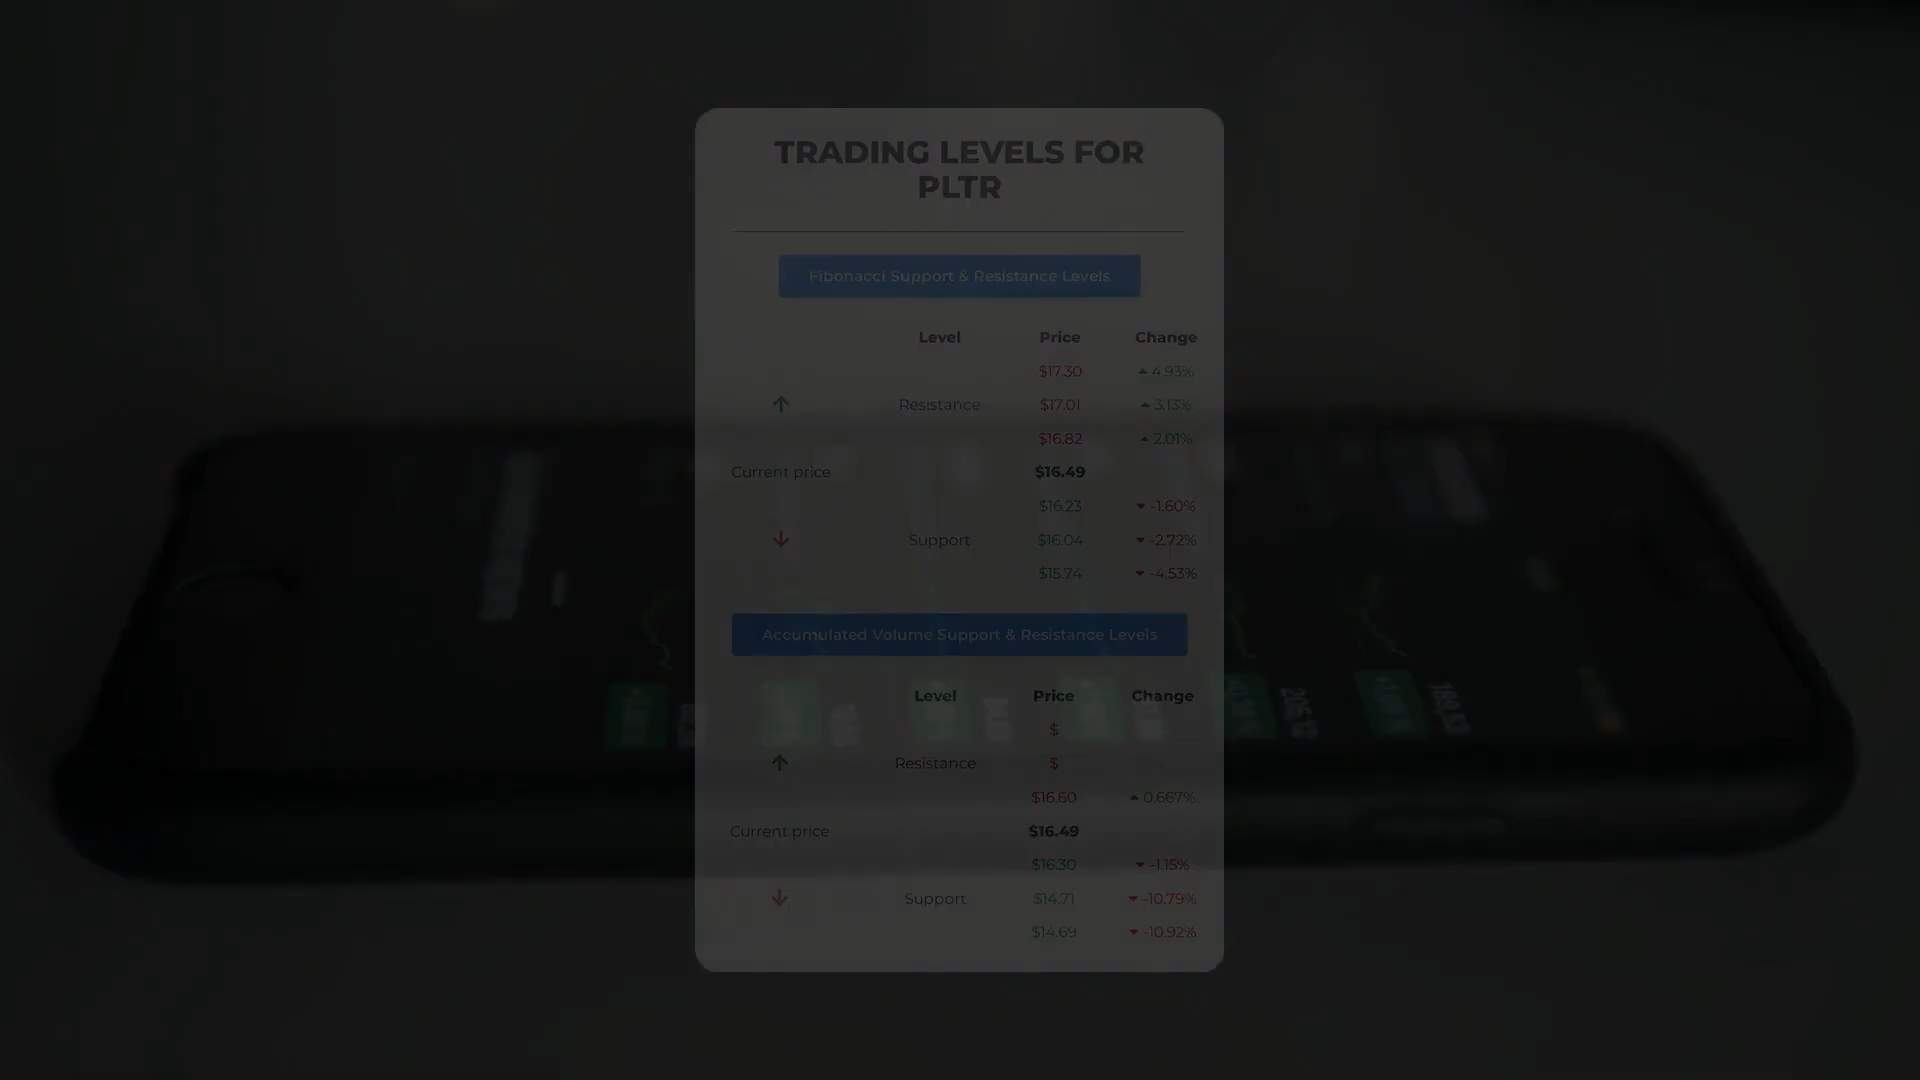 TRADING LEVELS FOR
PLTR
Fibonacci Support & Resistance Levels
Level Price Change
$17.30 4.93%
Resistance $17.01 3.13%
$16.82 2.01%
Current price $16.49
$16.23 -1.60%
Support $16.04 -2.72%
$15.74 -4.53%
Accumulated Volume Support & Resistance Levels
Level Price Change
$
Resistance $
$16.60 0.667%
Current price $16.49
$16.30 -1.15%
Support $14.71 -10.79%
$14.69 -10.92%